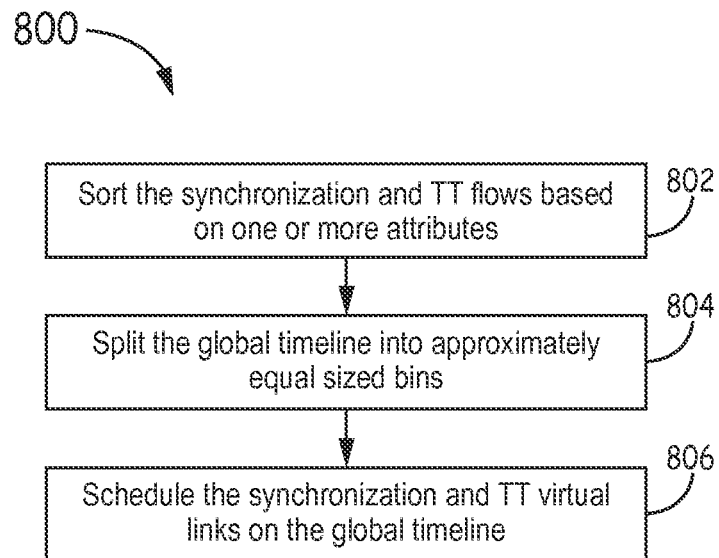 800
802
Sort the synchronization and TT flows based
on one or more attributes
804
Split the global timeline into approximately
equal sized bins
806
Schedule the synchronization and TT virtual
links on the global timeline